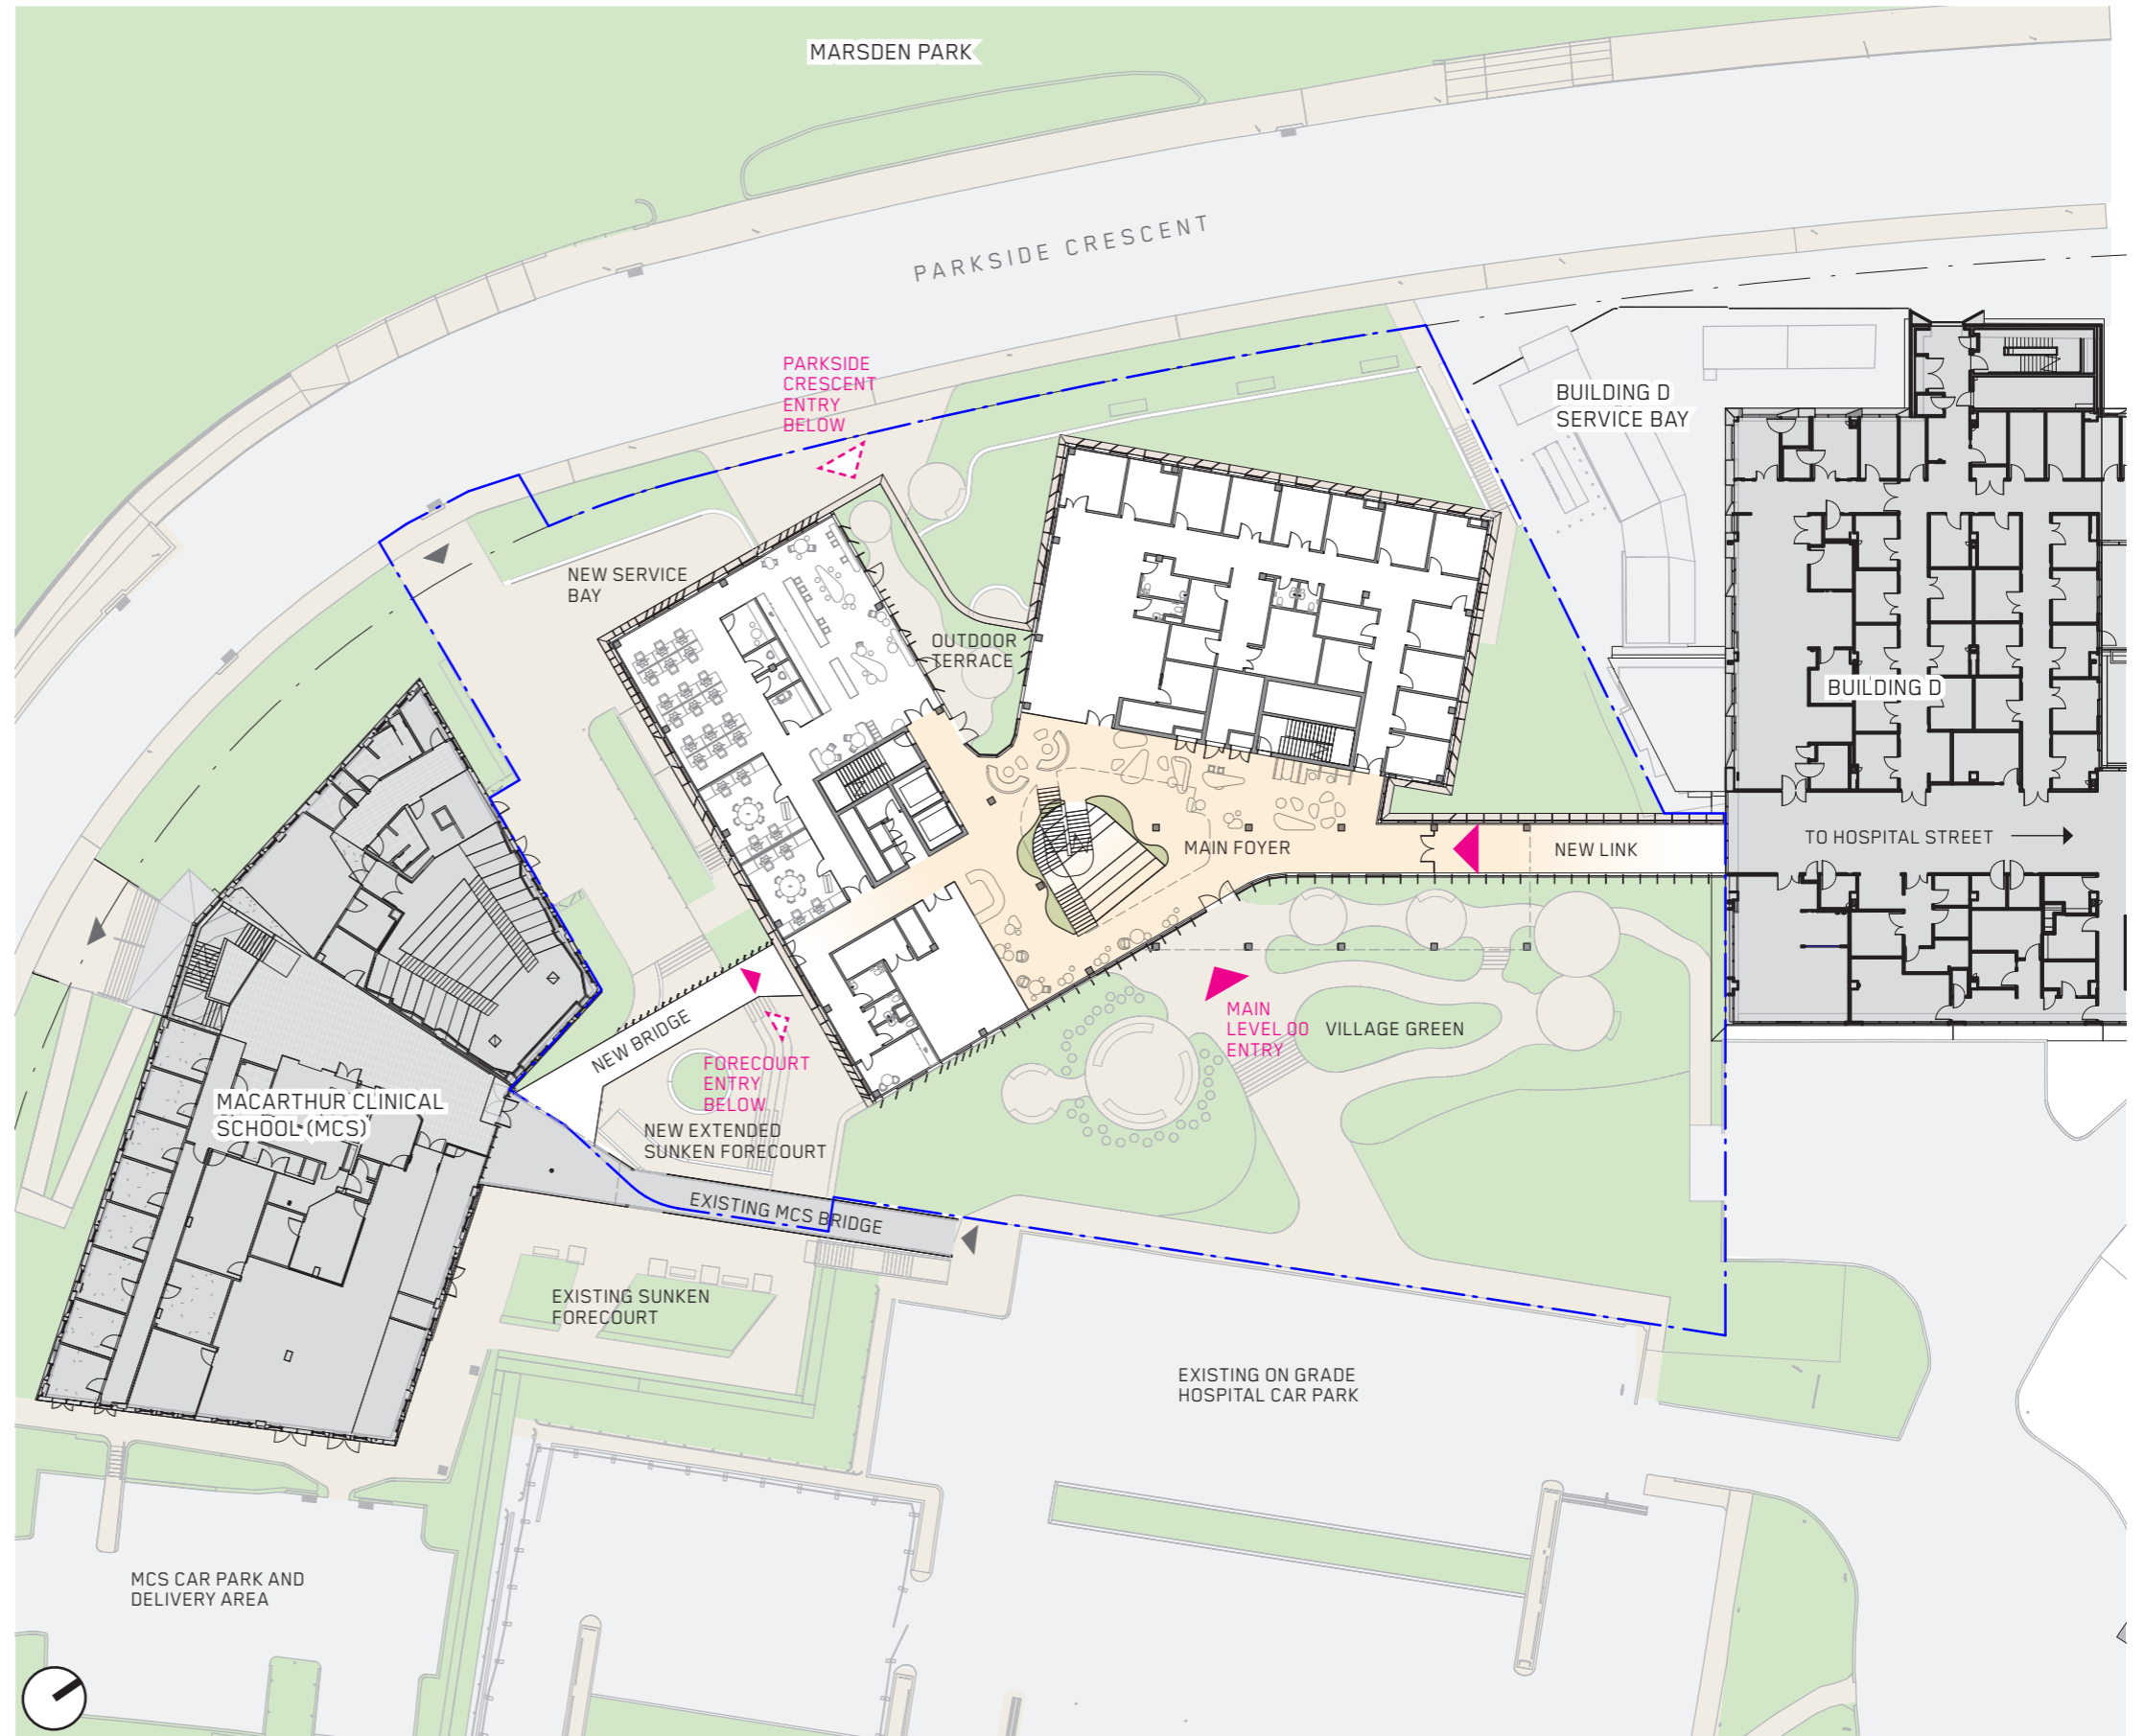 MARSDEN PARK
PARKSIDE CRESCENT
PARKSIDE
CRESCENT
ENTRY
BELOW
BUILDING D
SERVICE BAY
NEW SERVICE
BAY
OUTDOOR
TERRACE
BUILDING D
MAIN FOYER
NEW LINK
TO HOSPITAL STREET
NEW BRIDGE
MAIN
LEVEL 00
ENTRY
VILLAGE GREEN
FORECOURT
ENTRY
BELOW
MACARTHUR CLINICAL
SCHOOL (MCS)
NEW EXTENDED
SUNKEN FORECOURT
EXISTING MCS BRIDGE
EXISTING SUNKEN
FORECOURT
EXISTING ON GRADE
HOSPITAL CAR PARK
MCS CAR PARK AND
DELIVERY AREA